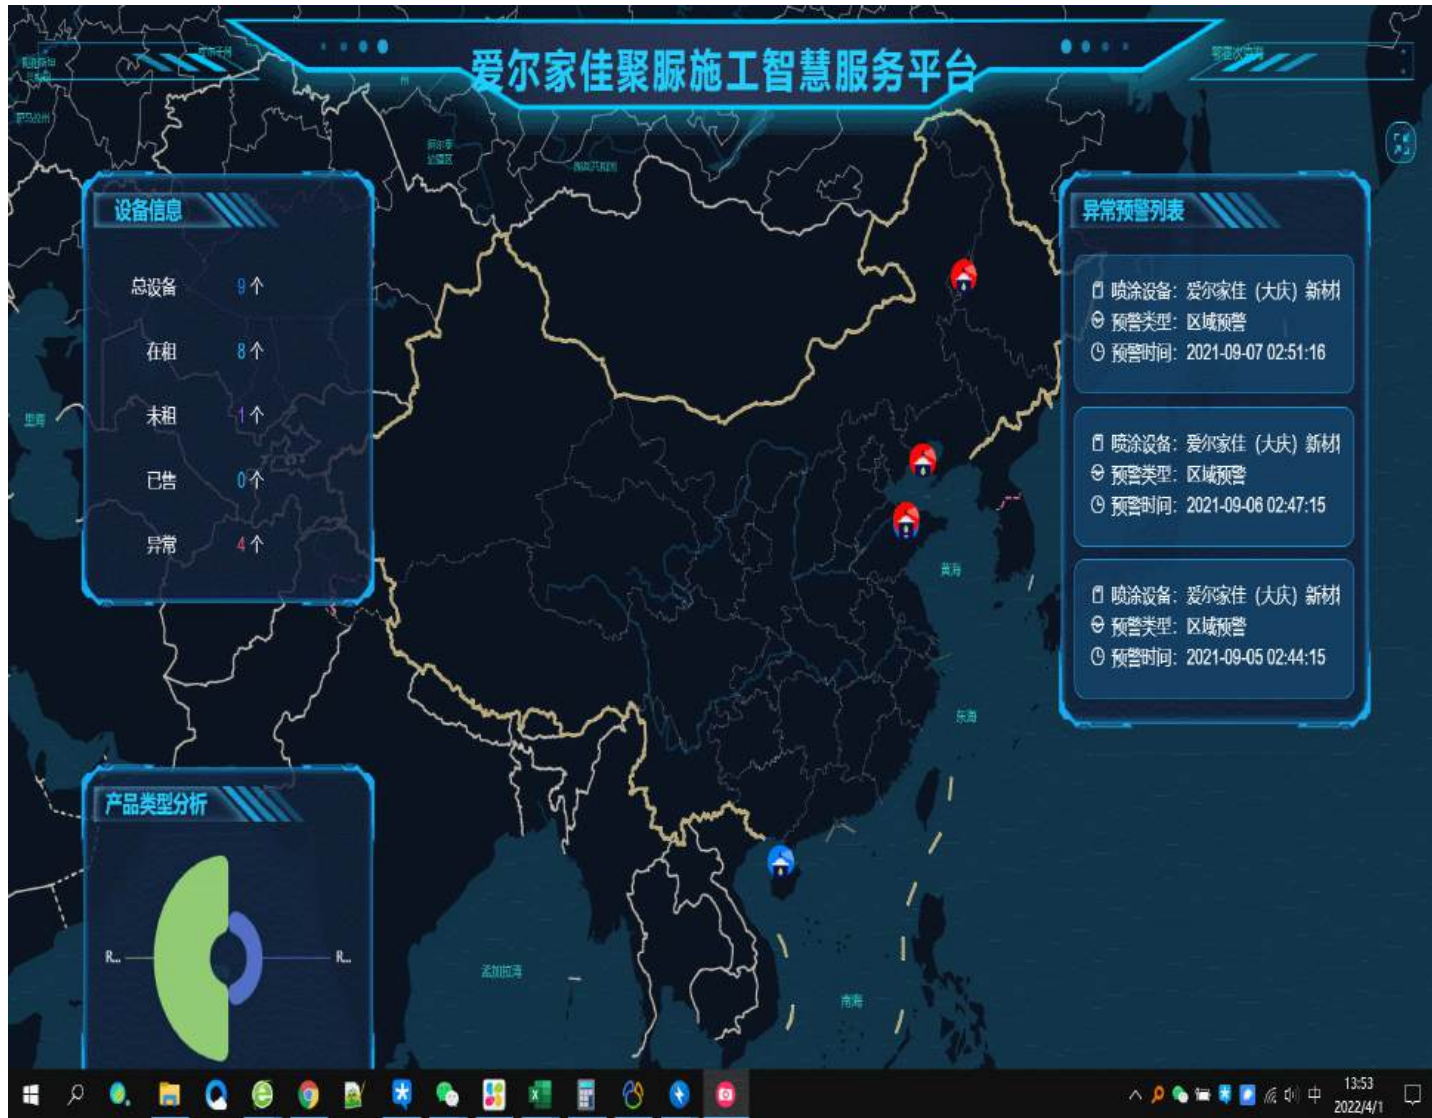 爱尔家佳聚脲施工智慧服务平台
设备信息
总设备 9个
在租 8个
未租 1个
已售 0个
异常 4个
异常预警列表
喷涂设备：爱尔家佳（大庆）新材
预警类型：区域预警
预警时间：2021-09-07 02:51:16
喷涂设备：爱尔家佳（大庆）新材
预警类型：区域预警
预警时间：2021-09-06 02:47:15
喷涂设备：爱尔家佳（大庆）新材
预警类型：区域预警
预警时间：2021-09-05 02:44:15
里海
黄海
东海
南海
孟加拉湾
产品类型分析
R...
R...
中
13:53
2022/4/1